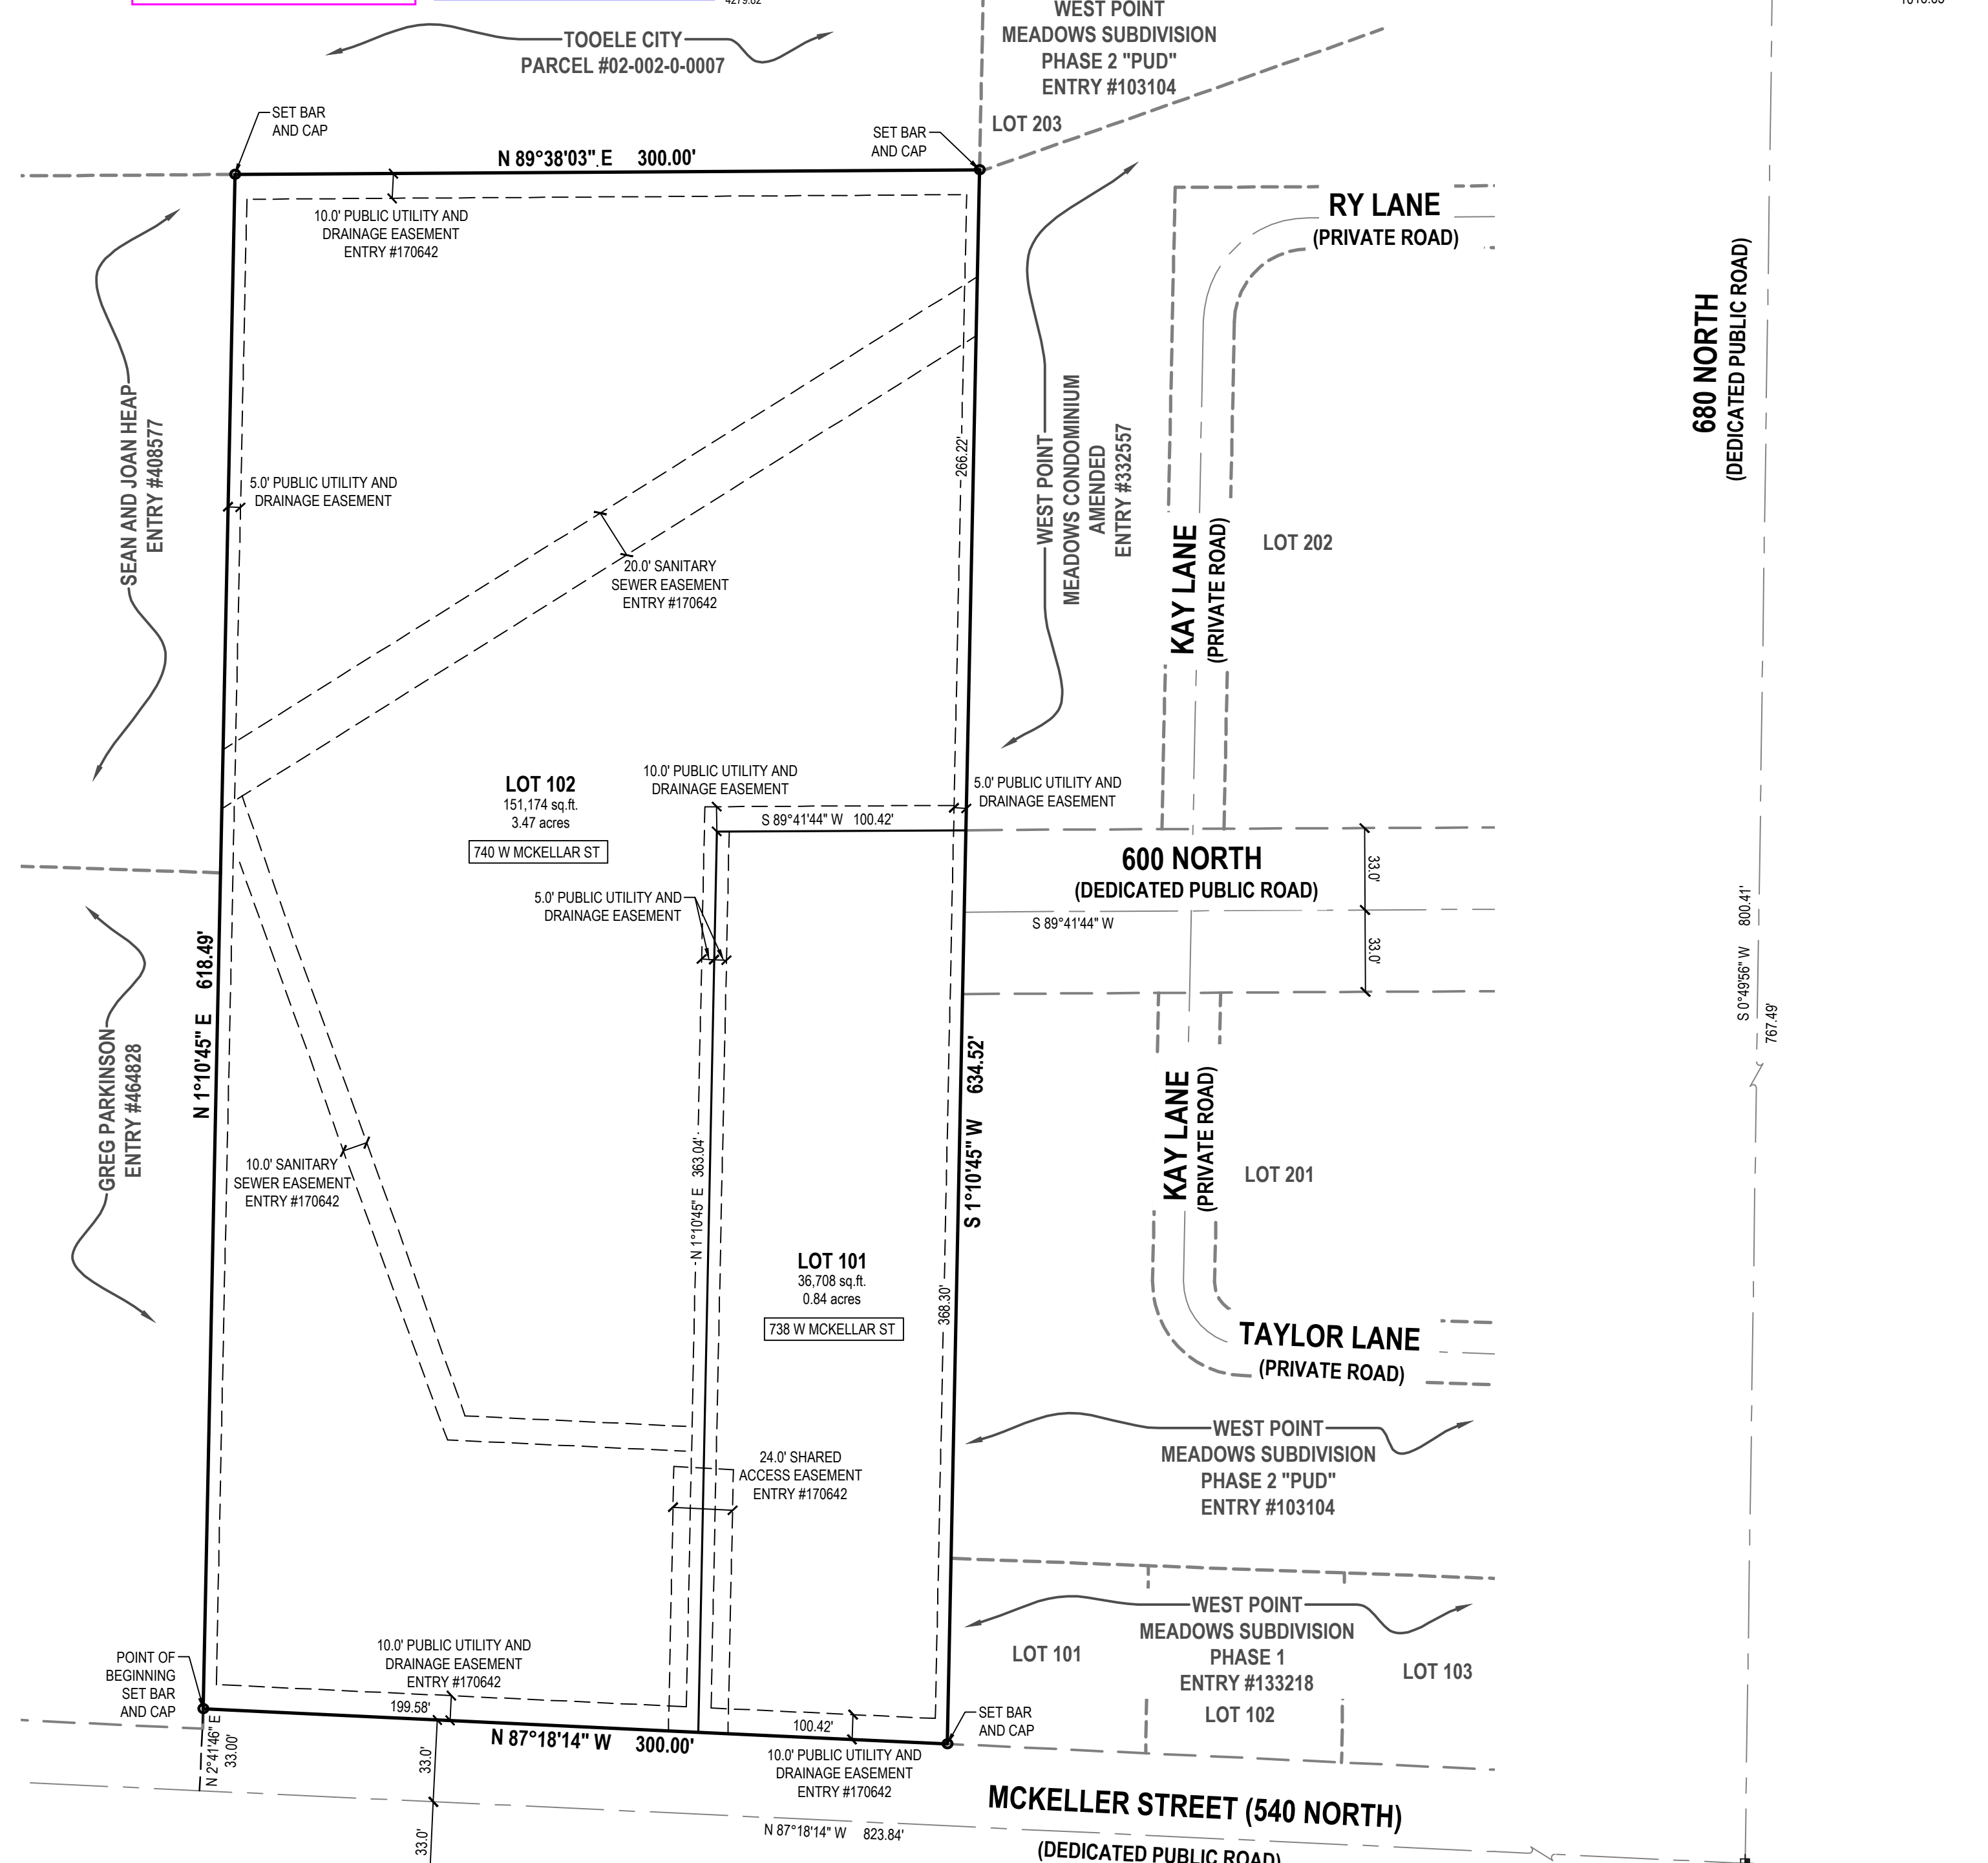 4279.82
TOOELE CITY
PARCEL #02-002-0-0007
WEST POINT
MEADOWS SUBDIVISION
PHASE 2 "PUD"
ENTRY #103104
LOT 203
SET BAR
AND CAP
SET BAR
AND CAP
N 89°38'03" E 300.00'
10.0' PUBLIC UTILITY AND
DRAINAGE EASEMENT
ENTRY #170642
RY LANE
(PRIVATE ROAD)
680 NORTH
(DEDICATED PUBLIC ROAD)
SEAN AND JOAN HEAP
ENTRY #408577
5.0' PUBLIC UTILITY AND
DRAINAGE EASEMENT
266.22'
WEST POINT
MEADOWS CONDOMINIUM
AMENDED
ENTRY #332557
KAY LANE
(PRIVATE ROAD)
LOT 202
20.0' SANITARY
SEWER EASEMENT
ENTRY #170642
LOT 102
151,174 sq.ft.
3.47 acres
740 W MCKELLAR ST
10.0' PUBLIC UTILITY AND
DRAINAGE EASEMENT
5.0' PUBLIC UTILITY AND
DRAINAGE EASEMENT
S 89°41'44" W 100.42'
600 NORTH
(DEDICATED PUBLIC ROAD)
33.0'
S 89°41'44" W
33.0'
5.0' PUBLIC UTILITY AND
DRAINAGE EASEMENT
S 0°49'56" W 800.41'
767.49'
N 1°10'45" E 618.49'
GREG PARKINSON
ENTRY #464828
S 1°10'45" W 634.52'
N 1°10'45" E 363.04'
KAY LANE
(PRIVATE ROAD)
LOT 201
10.0' SANITARY
SEWER EASEMENT
ENTRY #170642
LOT 101
36,708 sq.ft.
0.84 acres
738 W MCKELLAR ST
368.30'
TAYLOR LANE
(PRIVATE ROAD)
WEST POINT
MEADOWS SUBDIVISION
PHASE 2 "PUD"
ENTRY #103104
24.0' SHARED
ACCESS EASEMENT
ENTRY #170642
WEST POINT
MEADOWS SUBDIVISION
PHASE 1
ENTRY #133218
LOT 101
LOT 102
LOT 103
POINT OF
BEGINNING
SET BAR
AND CAP
10.0' PUBLIC UTILITY AND
DRAINAGE EASEMENT
ENTRY #170642
199.58'
N 87°18'14" W 300.00'
100.42'
SET BAR
AND CAP
10.0' PUBLIC UTILITY AND
DRAINAGE EASEMENT
ENTRY #170642
N 2°41'46" E
33.00'
33.0'
33.0'
MCKELLER STREET (540 NORTH)
N 87°18'14" W 823.84'
(DEDICATED PUBLIC ROAD)